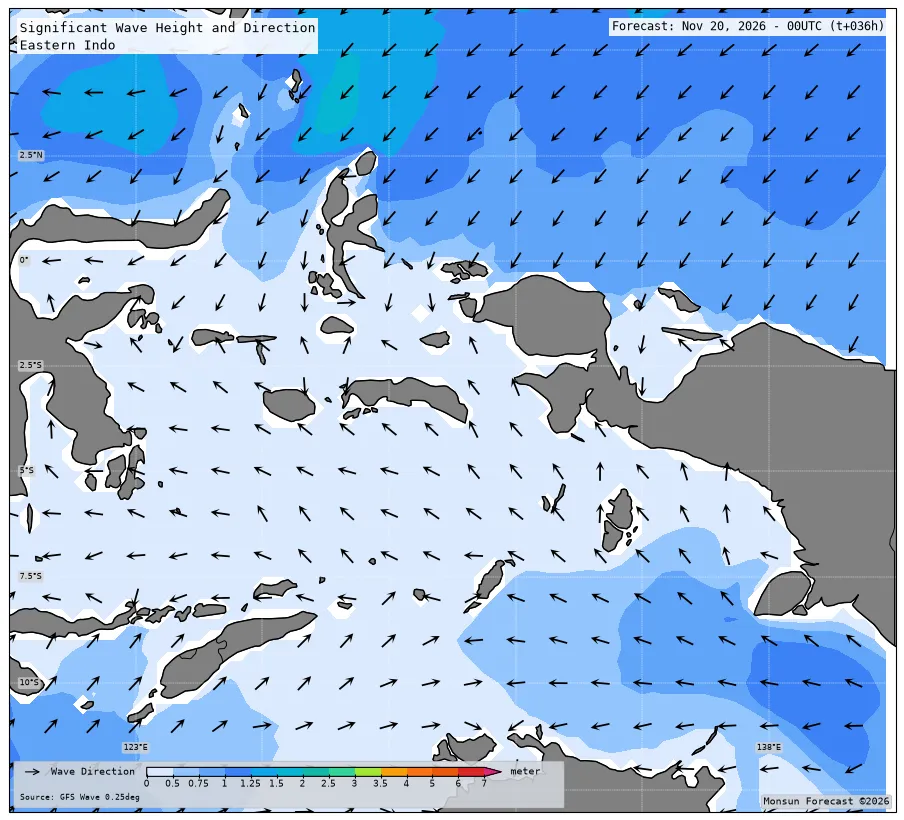 Significant Wave Height and Direction
Eastern Indo
Forecast: Nov 20, 2026 - 00UTC (t+036h)
2.5°N
0°
2.5°S
5°S
7.5°S
10°S
123°E
138°E
Wave Direction
meter
0 0.5 0.75 1 1.25 1.5 2 2.5 3 3.5 4 5 6 7
Source: GFS Wave 0.25deg
Monsun Forecast ©2026